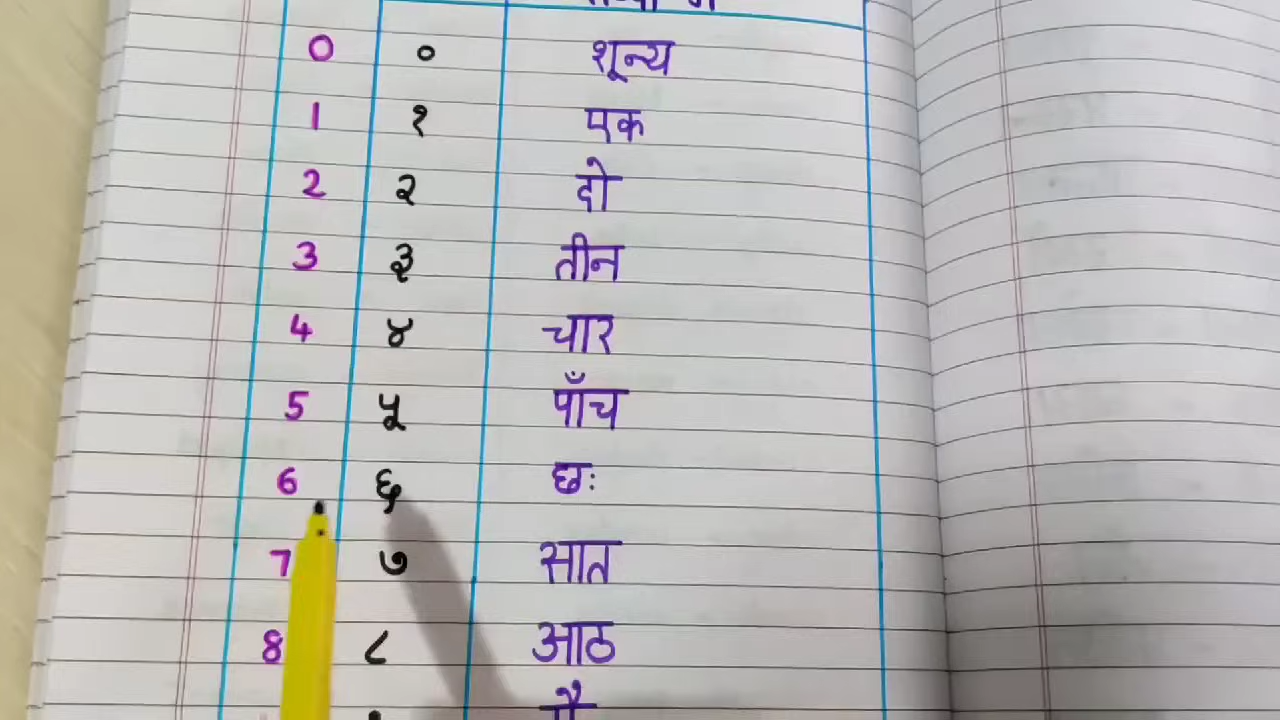 0 ० शून्य
1 १ एक
2 २ दो
3 ३ तीन
4 ४ चार
5 ५ पाँच
6 ६ छः
7 ७ सात
8 ८ आठ